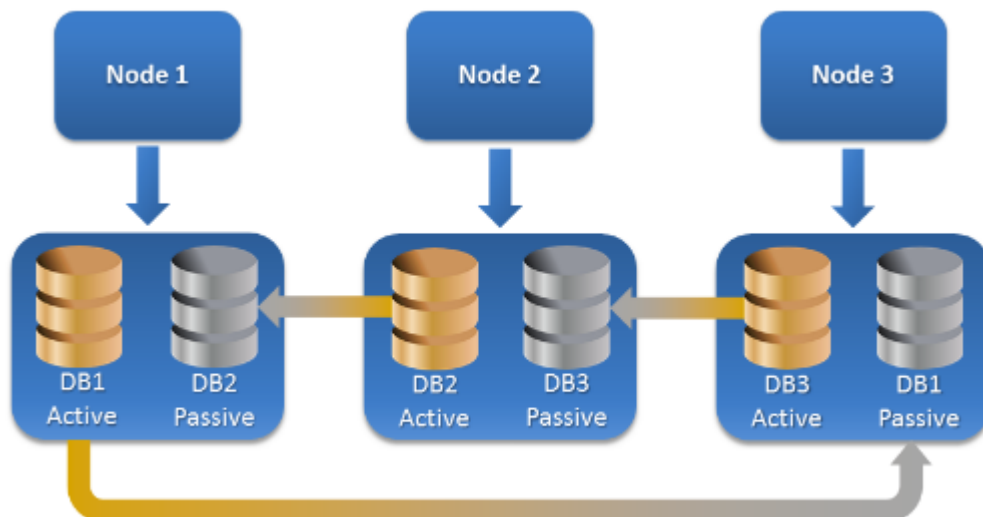 Node 1
Node 2
Node 3
DB1
Active
DB2
Passive
DB2
Active
DB3
Passive
DB3
Active
DB1
Passive